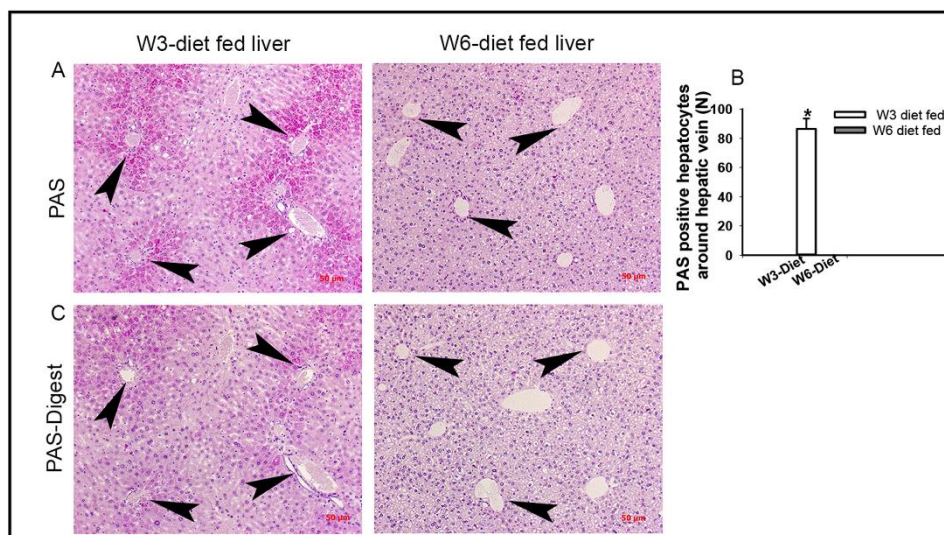 W3-diet fed liver
W6-diet fed liver
A
PAS
50 µm
50 µm
B
PAS positive hepatocytes
around hepatic vein (N)
100
80
60
40
20
0
*
W3-Diet
W6-Diet
W3 diet fed
W6 diet fed
C
PAS-Digest
50 µm
50 µm